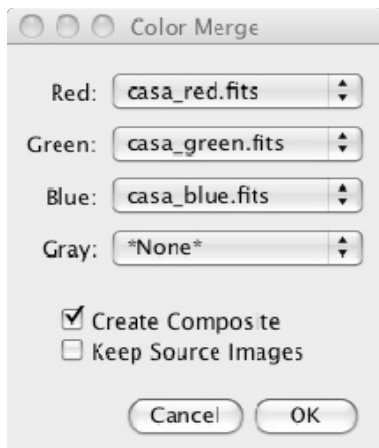 Color Merge
Red: casa_red.fits
Green: casa_green.fits
Blue: casa_blue.fits
Gray: *None*
Create Composite
Keep Source Images
Cancel OK